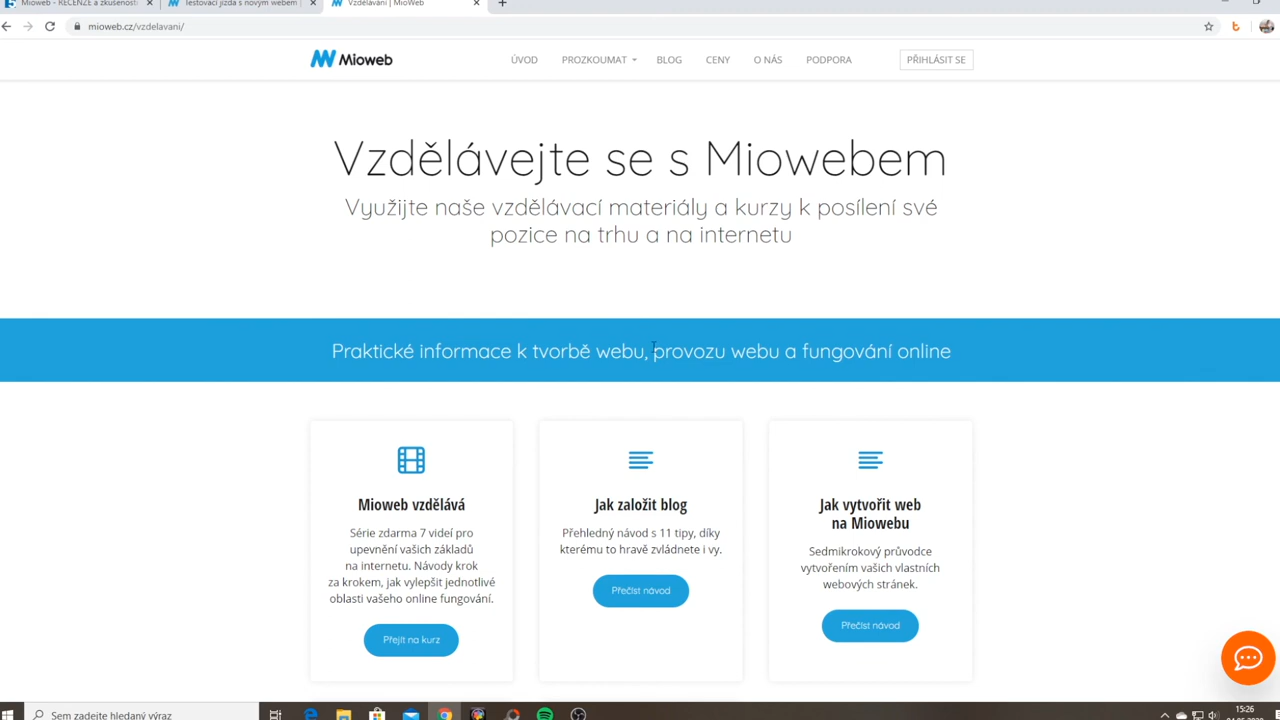 Mioweb - RECENZE a zkušenosti
Testovací jízda s novým webem |
Vzdělávání | MioWeb
mioweb.cz/vzdelavani/
Mioweb
ÚVOD
PROZKOUMAT
BLOG
CENY
O NÁS
PODPORA
PŘIHLÁSIT SE
Vzdělávejte se s Miowebem
Využijte naše vzdělávací materiály a kurzy k posílení své
pozice na trhu a na internetu
Praktické informace k tvorbě webu, provozu webu a fungování online
Mioweb vzdělává
Série zdarma 7 videí pro
upevnění vašich základů
na internetu. Návody krok
za krokem, jak vylepšit jednotlivé
oblasti vašeho online fungování.
Přejít na kurz
Jak založit blog
Přehledný návod s 11 tipy, díky
kterému to hravě zvládnete i vy.
Přečíst návod
Jak vytvořit web
na Miowebu
Sedmikrokový průvodce
vytvořením vašich vlastních
webových stránek.
Přečíst návod
Sem zadejte hledaný výraz
15:26